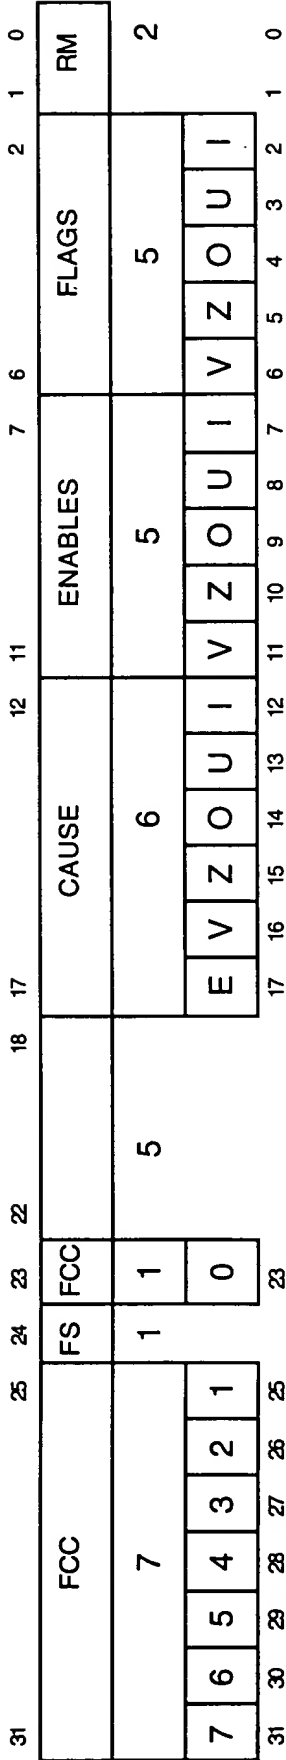 31 25 24 23 22 18 17 12 11 7 6 2 1 0
FCC FS FCC CAUSE ENABLES FLAGS RM
7 1 1 5 6 5 5 2
7 6 5 4 3 2 1 0 E V Z O U I V Z O U I V Z O U I
31 30 29 28 27 26 25 23 17 16 15 14 13 12 11 10 9 8 7 6 5 4 3 2 1 0